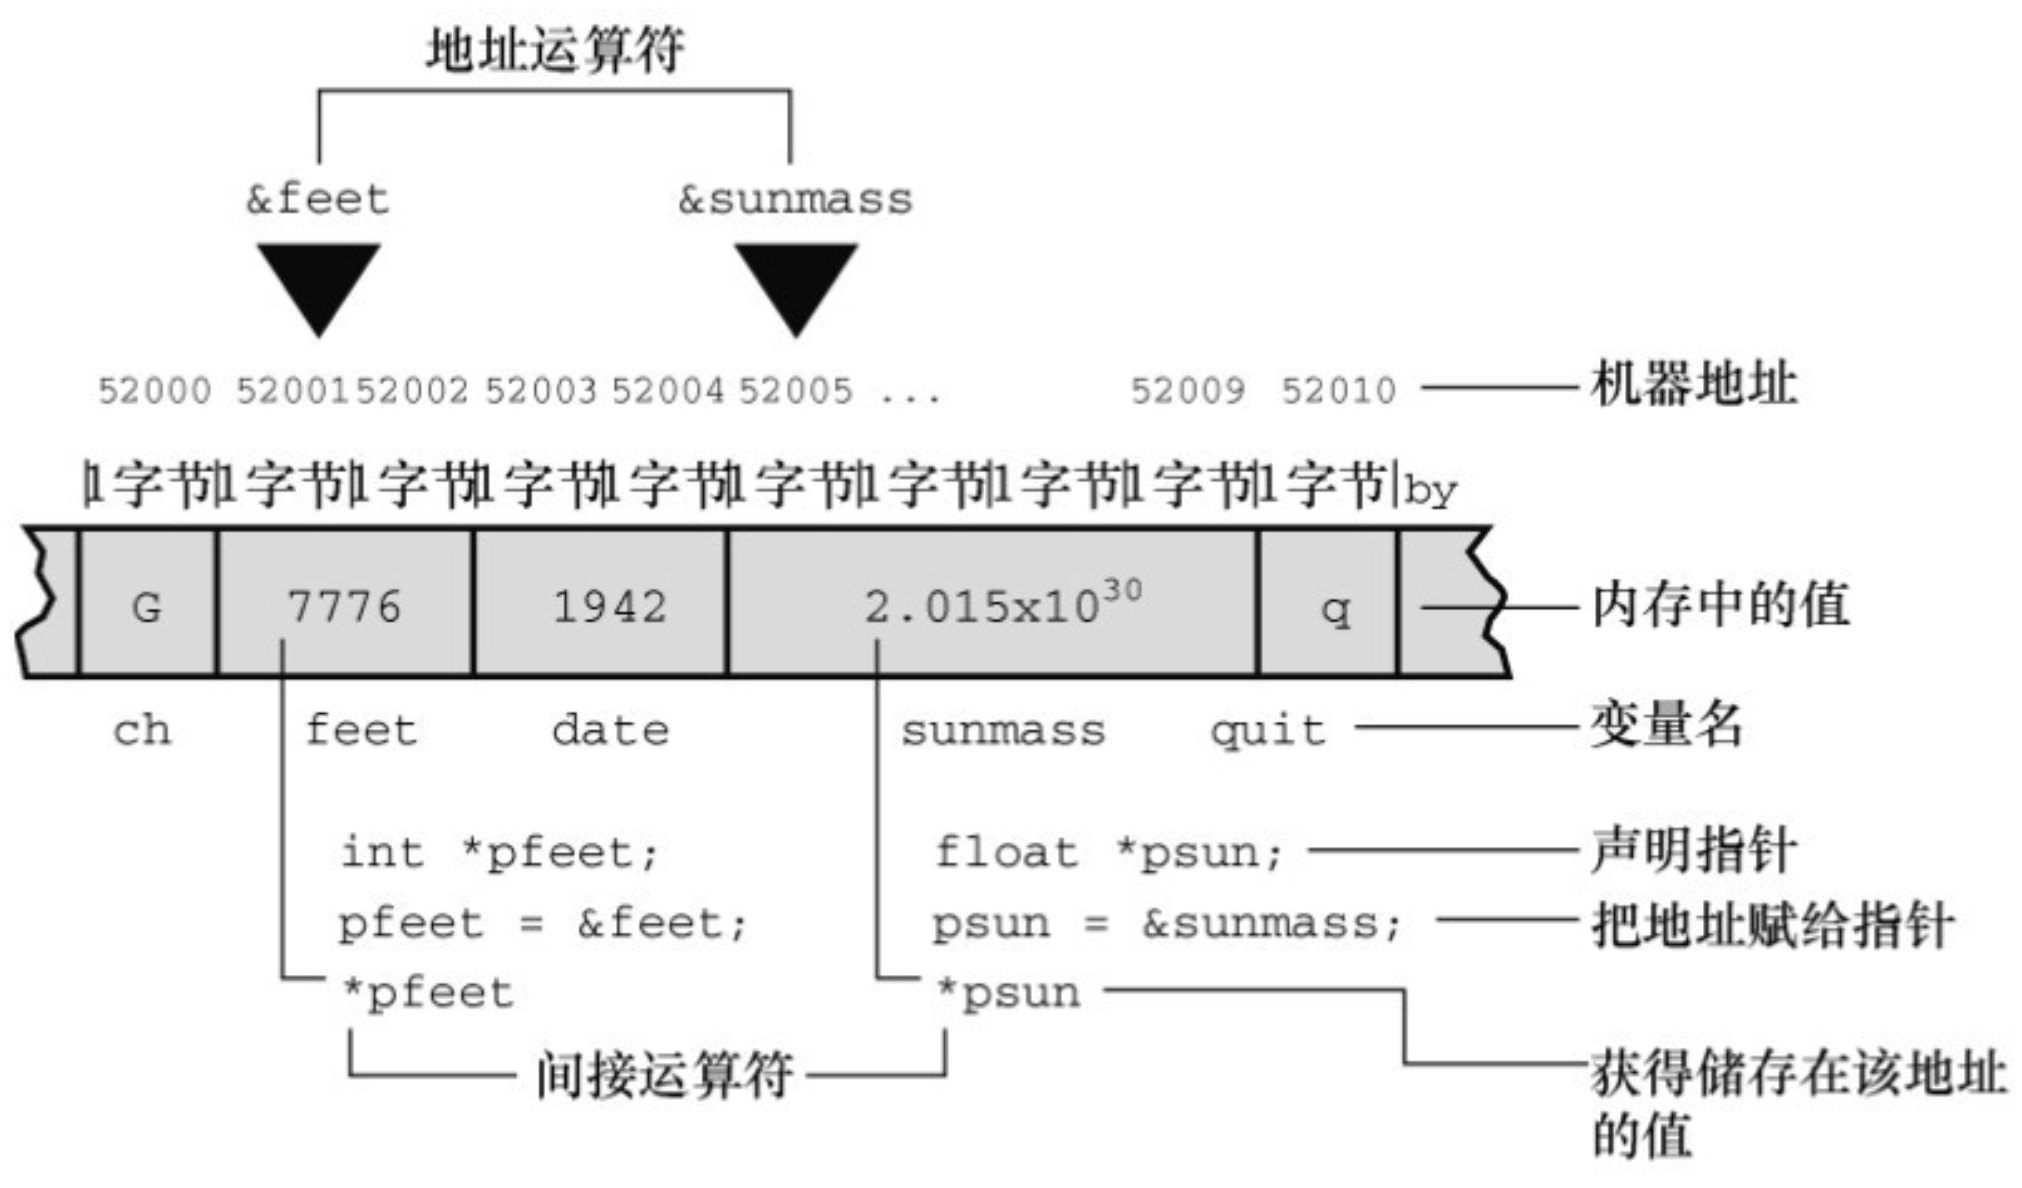 地址运算符
&feet &sunmass
52000 52001 52002 52003 52004 52005 ... 52009 52010 机器地址
|1字节|1字节|1字节|1字节|1字节|1字节|1字节|1字节|1字节|1字节|by
G 7776 1942 2.015x10³⁰ q 内存中的值
ch feet date sunmass quit 变量名
int *pfeet; float *psun; 声明指针
pfeet = &feet; psun = &sunmass; 把地址赋给指针
*pfeet *psun
间接运算符 获得储存在该地址
的值